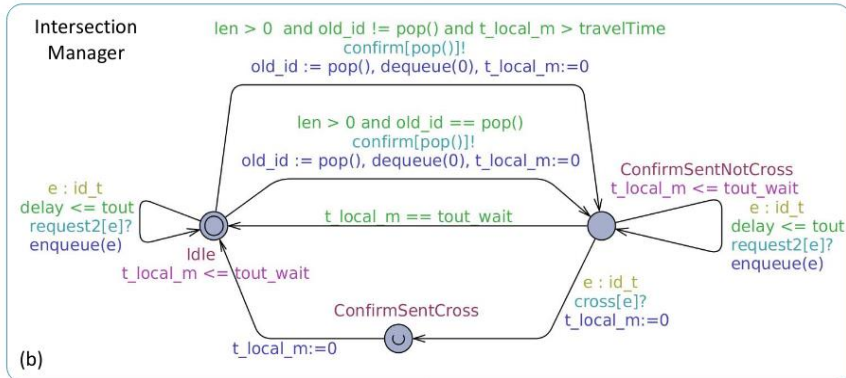 Intersection
Manager
len > 0 and old_id != pop() and t_local_m > travelTime
confirm[pop()]!
old_id := pop(), dequeue(0), t_local_m:=0
len > 0 and old_id == pop()
confirm[pop()]!
old_id := pop(), dequeue(0), t_local_m:=0
e : id_t
delay <= tout
request2[e]?
enqueue(e)
Idle
t_local_m <= tout_wait
t_local_m == tout_wait
ConfirmSentNotCross
t_local_m <= tout_wait
e : id_t
delay <= tout
request2[e]?
enqueue(e)
e : id_t
cross[e]?
t_local_m:=0
ConfirmSentCross
t_local_m:=0
(b)